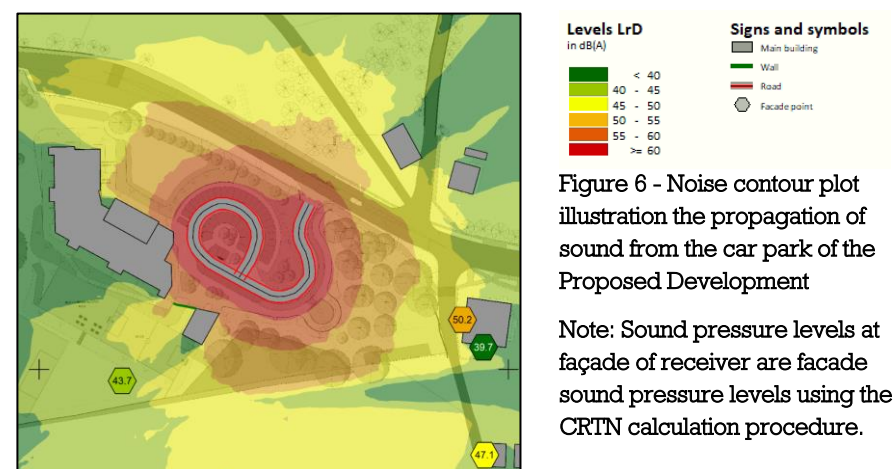 Levels LrD
in dB(A)
< 40
40 - 45
45 - 50
50 - 55
55 - 60
>= 60
Signs and symbols
Main building
Wall
Road
Facade point
50.2
39.7
43.7
47.1
Figure 6 - Noise contour plot
illustration the propagation of
sound from the car park of the
Proposed Development
Note: Sound pressure levels at
façade of receiver are facade
sound pressure levels using the
CRTN calculation procedure.